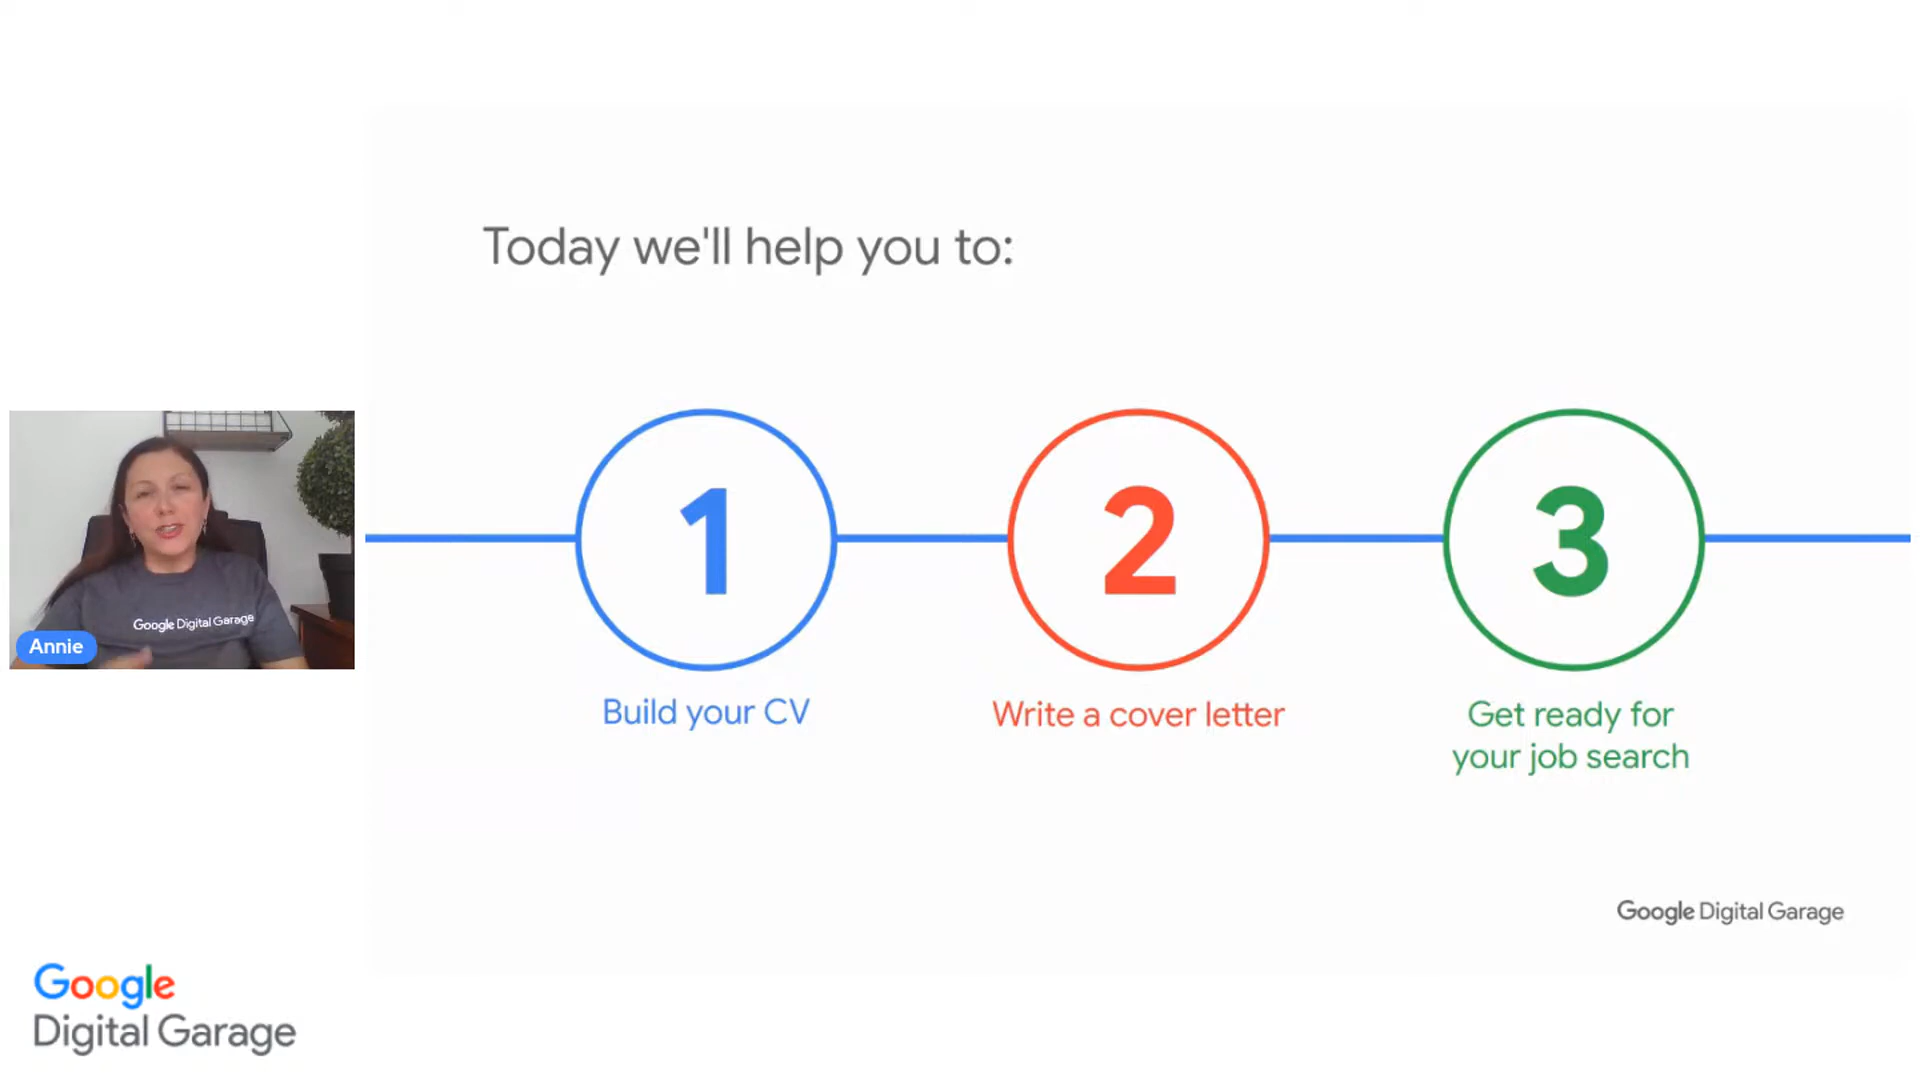 Today we'll help you to:
1
2
3
Build your CV
Write a cover letter
Get ready for
your job search
Google Digital Garage
Annie
Google Digital Garage
Google
Digital Garage